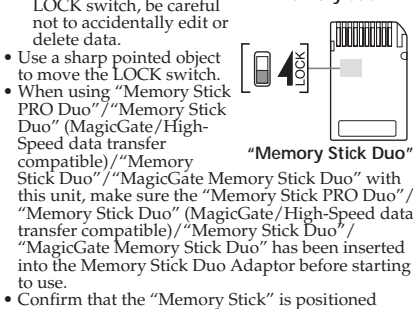 LOCK switch, be careful
not to accidentally edit or
delete data.
• Use a sharp pointed object
to move the LOCK switch.
• When using “Memory Stick
PRO Duo”/“Memory Stick
Duo” (MagicGate/High-
Speed data transfer
compatible)/“Memory
Stick Duo”/“MagicGate Memory Stick Duo” with
this unit, make sure the “Memory Stick PRO Duo”/
“Memory Stick Duo” (MagicGate/High-Speed data
transfer compatible)/“Memory Stick Duo”/
“MagicGate Memory Stick Duo” has been inserted
into the Memory Stick Duo Adaptor before starting
to use.
• Confirm that the “Memory Stick” is positioned
LOCK
“Memory Stick Duo”